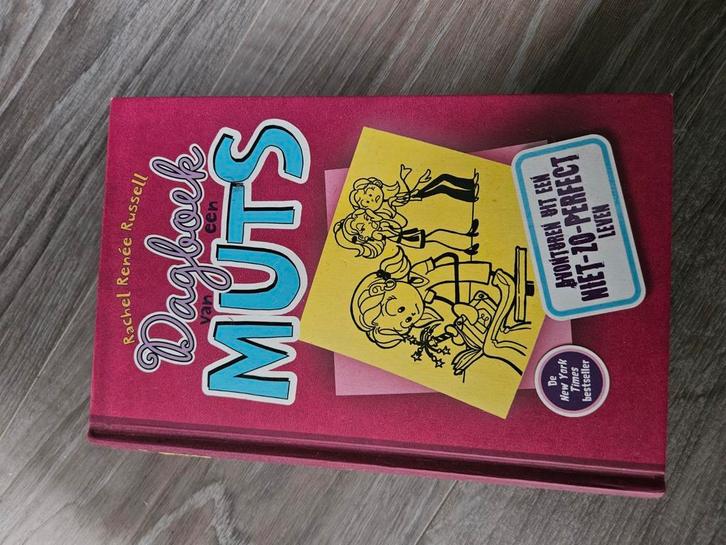 Rachel Renée Russell
Dagboek
van een
MUTS
AVONTUREN UIT EEN
NIET-ZO-PERFECT
LEVEN
De
New York
Times
bestseller